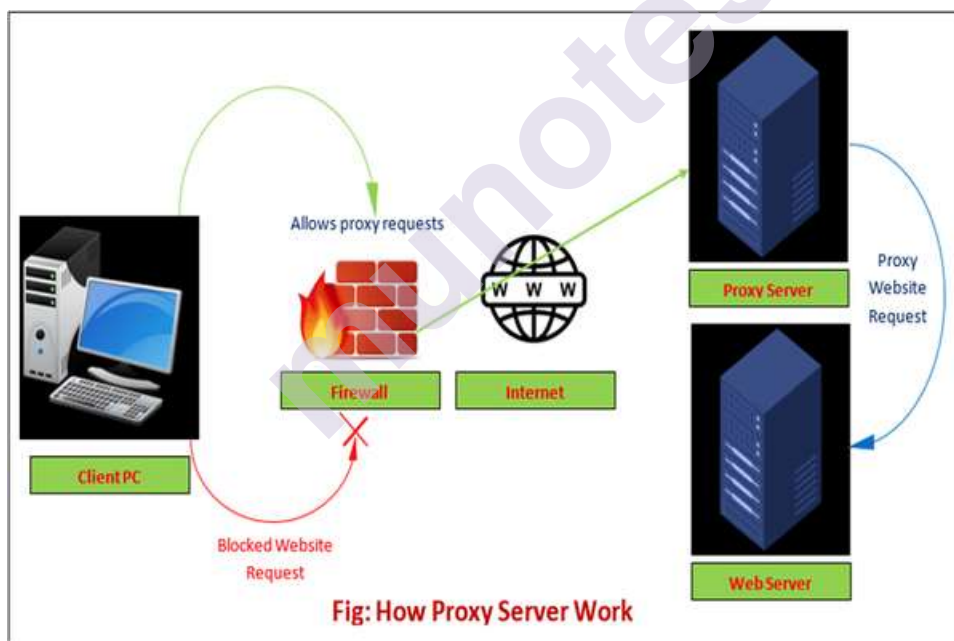 Allows proxy requests
W W W
Firewall
Internet
Client PC
Blocked Website
Request
Proxy Server
Proxy
Website
Request
Web Server
Fig: How Proxy Server Work
munotes